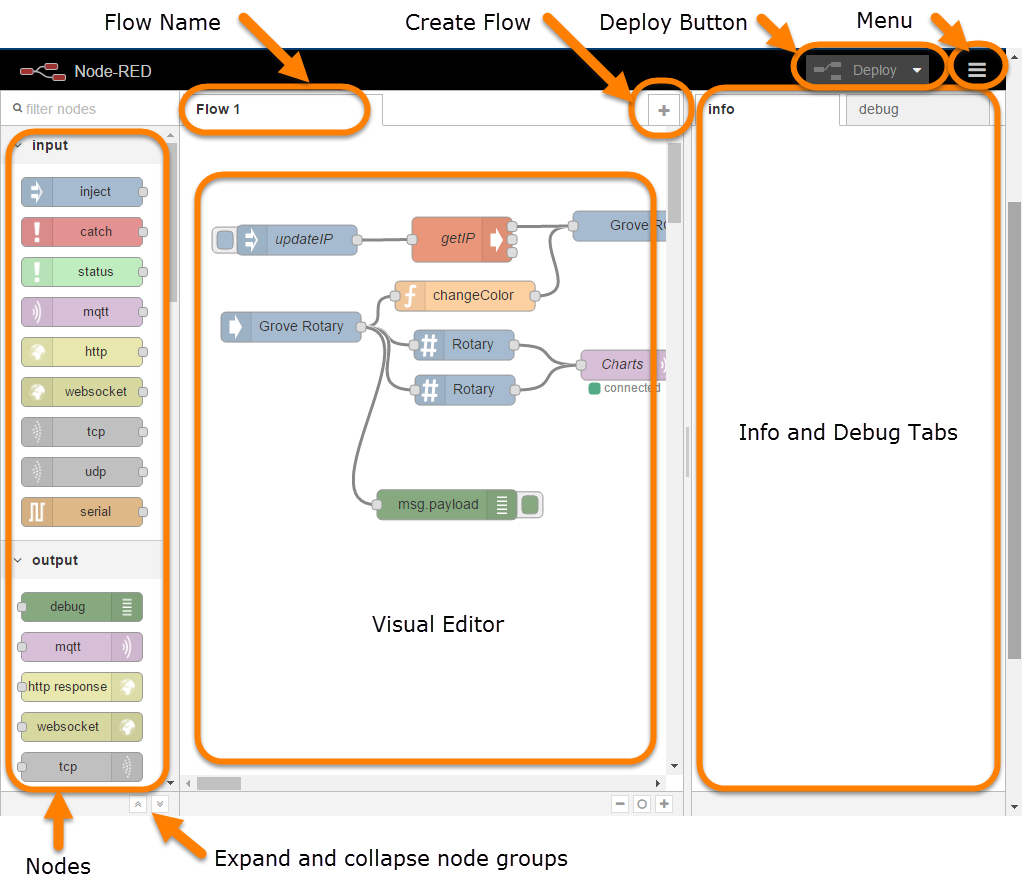 Flow Name
Create Flow
Deploy Button
Menu
Node-RED
Deploy
filter nodes
Flow 1
+
info
debug
input
inject
catch
status
mqtt
http
websocket
tcp
udp
serial
output
debug
mqtt
http response
websocket
tcp
updateIP
getIP
Grove RO
changeColor
Grove Rotary
Rotary
Rotary
Charts
connected
msg.payload
Visual Editor
Info and Debug Tabs
Nodes
Expand and collapse node groups